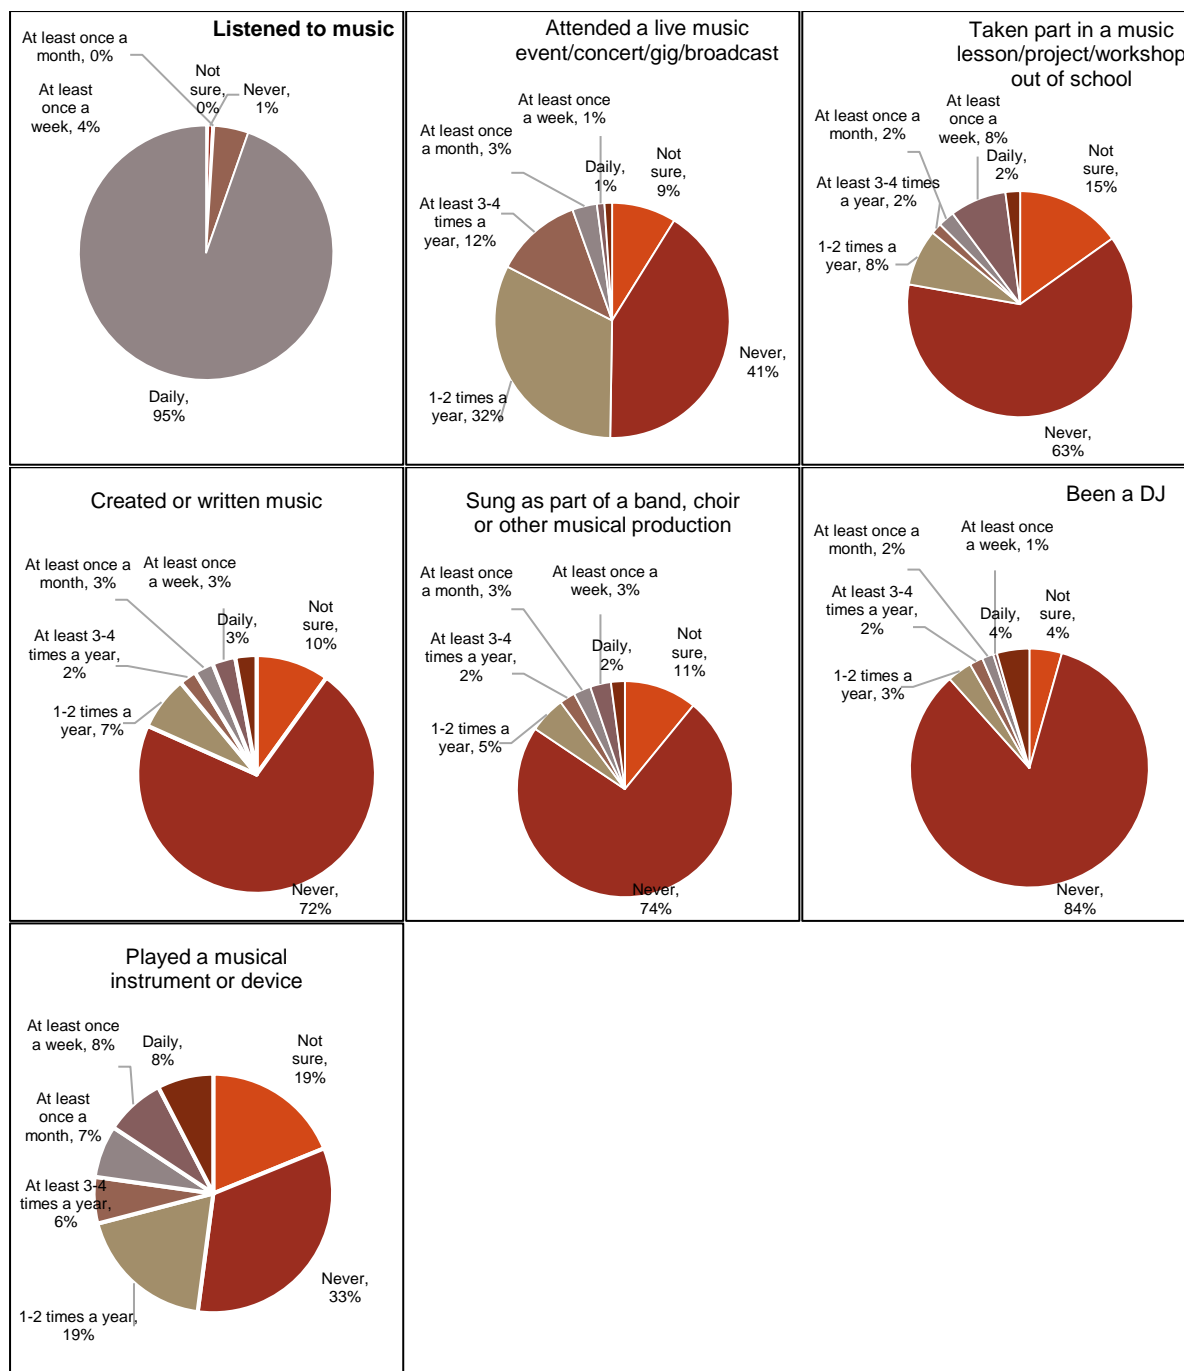 Listened to music
At least once a
month, 0%
At least
once a
week, 4%
Not
sure,
0%
Never,
1%
Daily,
95%
Attended a live music
event/concert/gig/broadcast
At least once
a week, 1%
At least once
a month, 3%
Daily,
1%
Not
sure,
9%
At least 3-4
times a
year, 12%
Never,
41%
1-2 times a
year, 32%
Taken part in a music
lesson/project/workshop
out of school
At least once a
month, 2%
At least
once a
week, 8%
Daily,
2%
Not
sure,
15%
At least 3-4 times
a year, 2%
1-2 times a
year, 8%
Never,
63%
Created or written music
At least once a
month, 3%
At least once
a week, 3%
Daily,
3%
Not
sure,
10%
At least 3-4
times a year,
2%
1-2 times a
year, 7%
Never,
72%
Sung as part of a band, choir
or other musical production
At least once
a month, 3%
At least once a
week, 3%
Daily,
2%
Not
sure,
11%
At least 3-4
times a year,
2%
1-2 times a
year, 5%
Never,
74%
Been a DJ
At least once a
month, 2%
At least once
a week, 1%
Daily,
4%
Not
sure,
4%
At least 3-4
times a year,
2%
1-2 times a
year, 3%
Never,
84%
Played a musical
instrument or device
At least once
a week, 8%
Daily,
8%
Not
sure,
19%
At least
once a
month, 7%
At least 3-4
times a year,
6%
Never,
33%
1-2 times a year,
19%